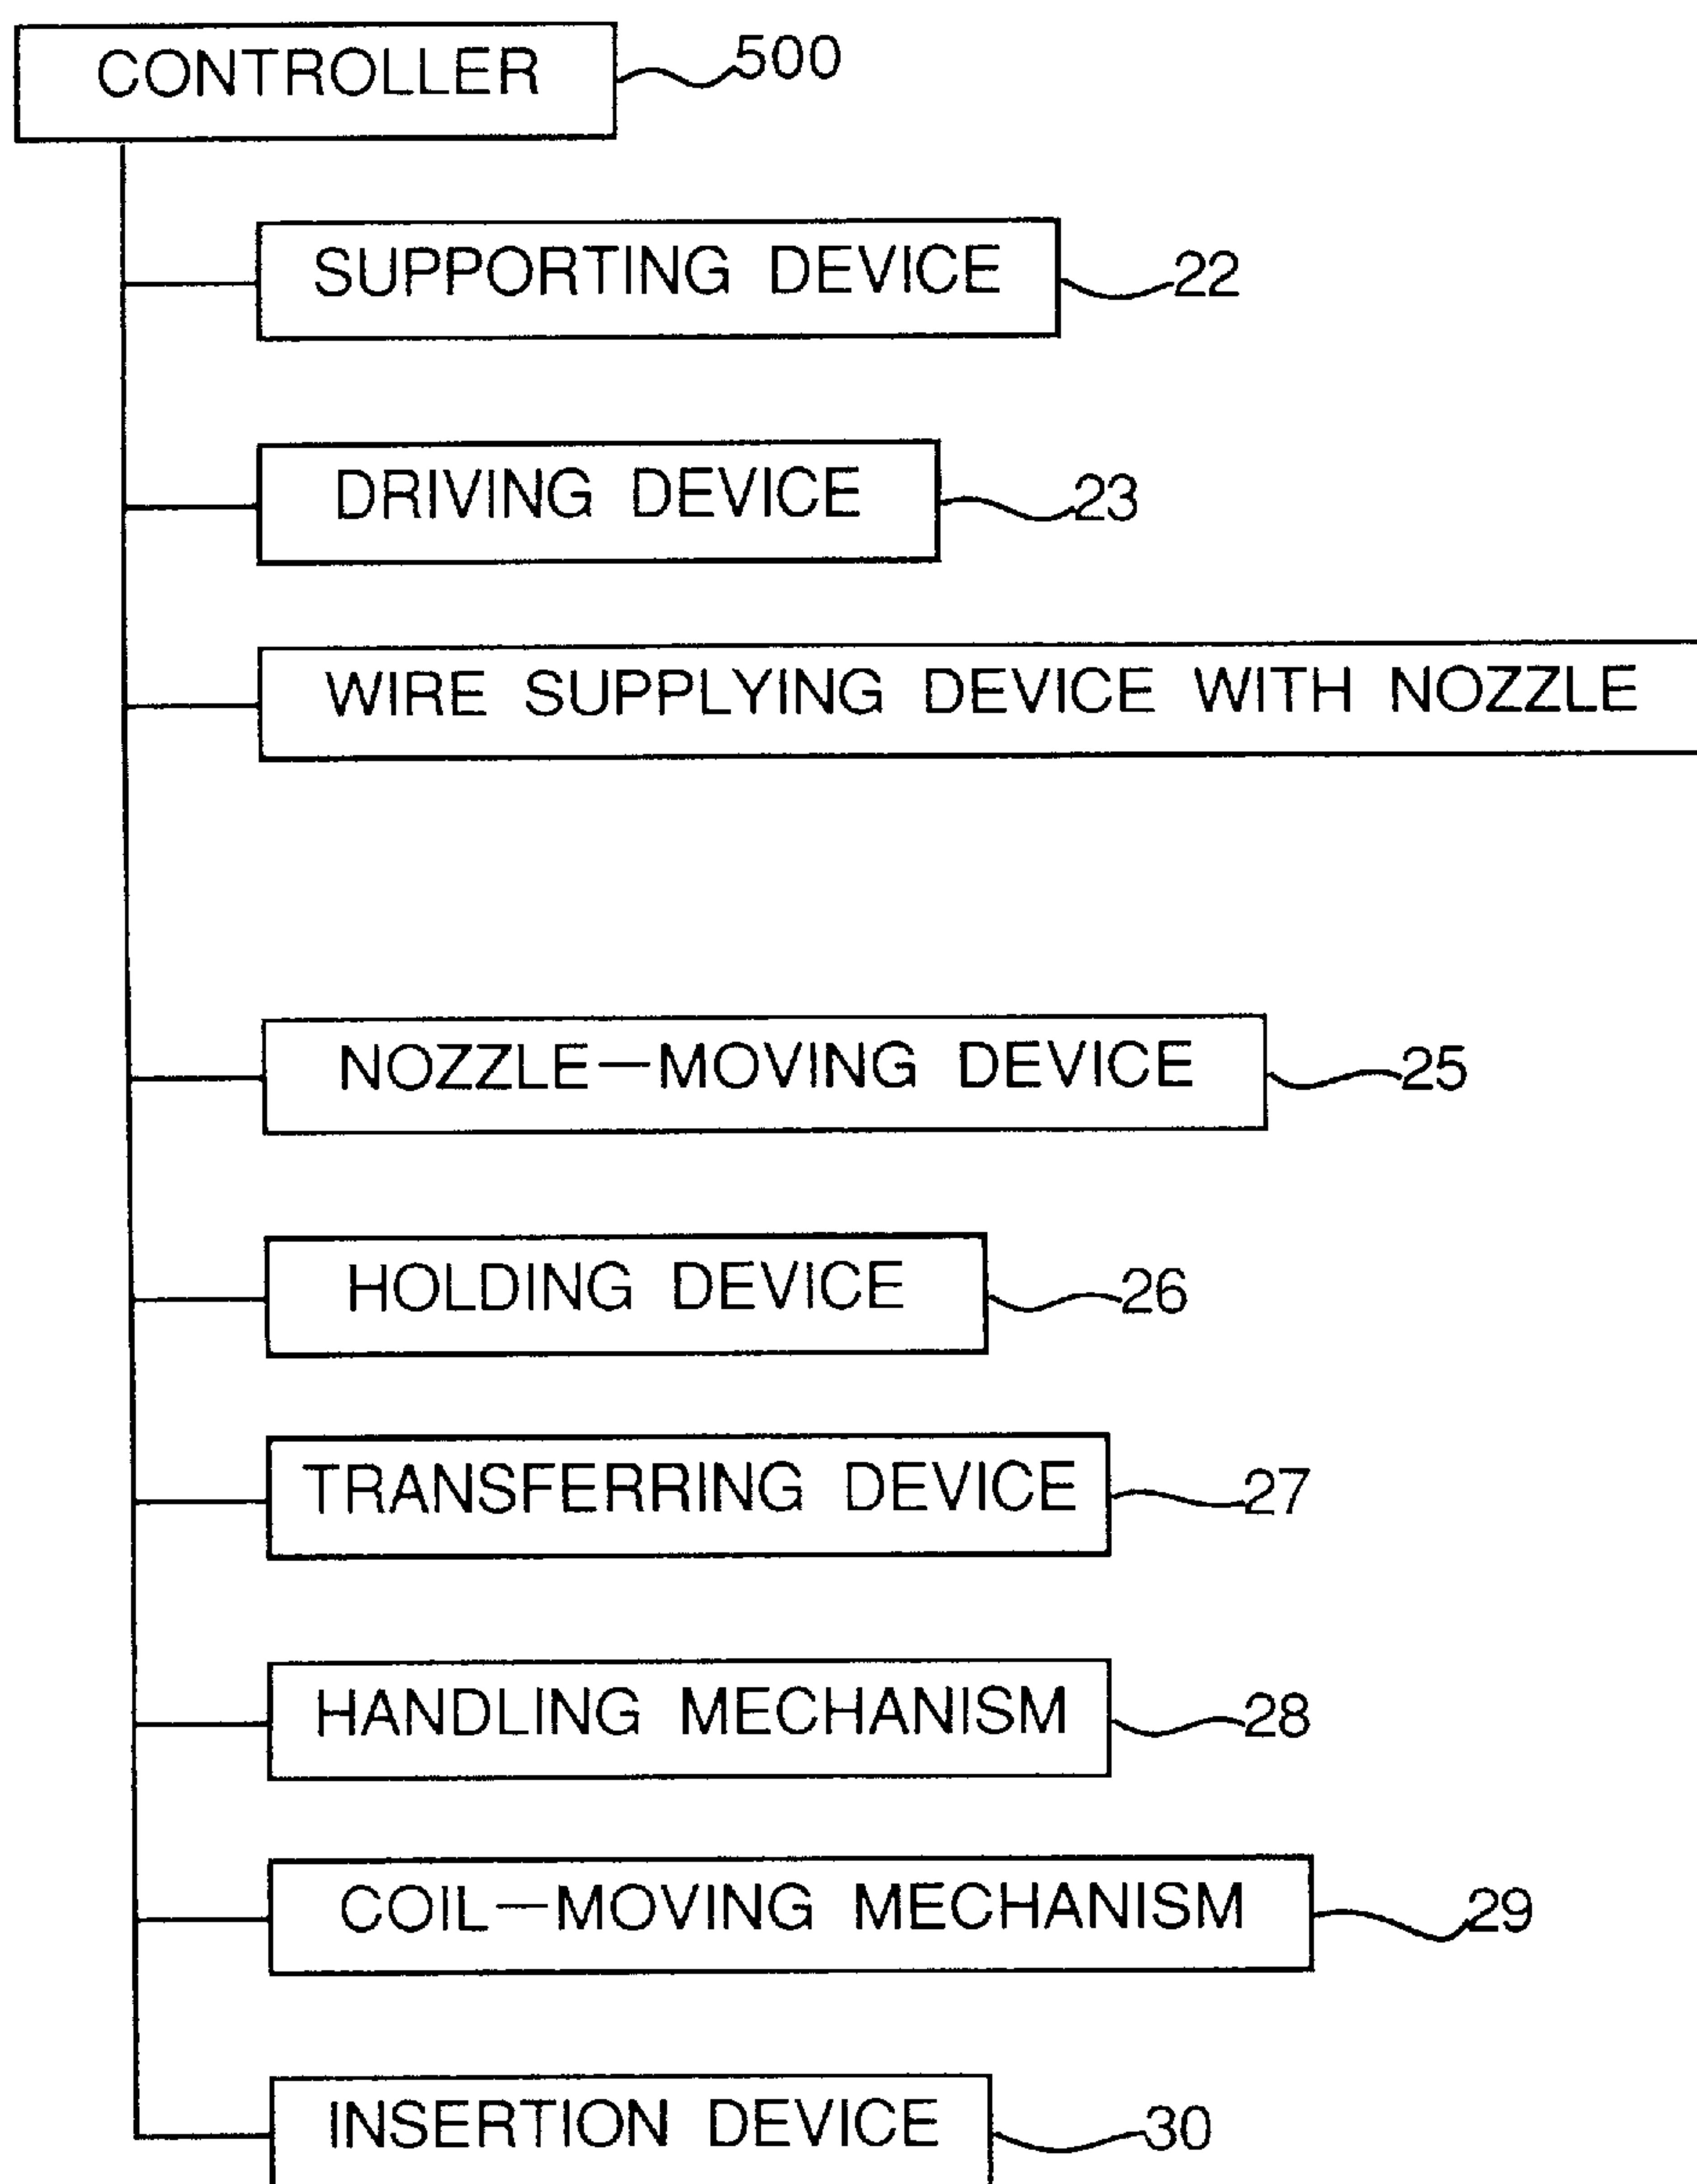 CONTROLLER 500
SUPPORTING DEVICE 22
DRIVING DEVICE 23
WIRE SUPPLYING DEVICE WITH NOZZLE
NOZZLE—MOVING DEVICE 25
HOLDING DEVICE 26
TRANSFERRING DEVICE 27
HANDLING MECHANISM 28
COIL—MOVING MECHANISM 29
INSERTION DEVICE 30